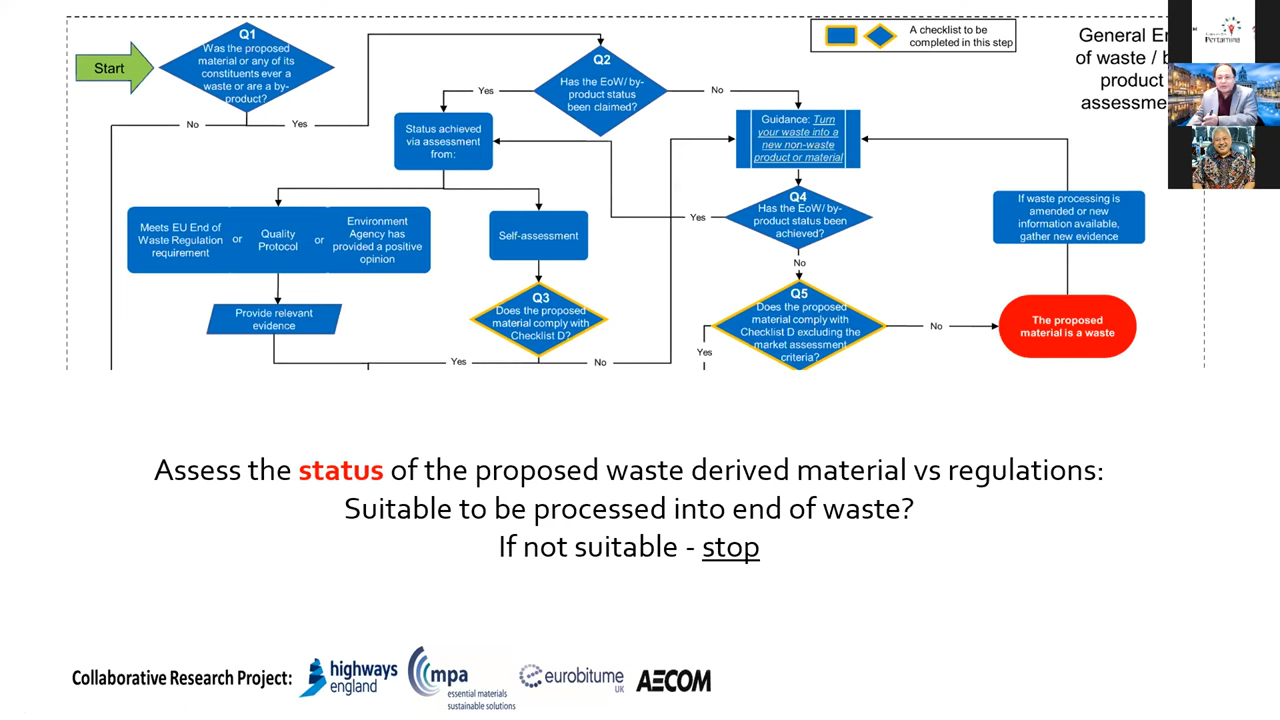 Start
Q1
Was the proposed
material or any of its
constituents ever a
waste or are a by-
product?
No
Yes
Q2
Has the EoW/ by-
product status
been claimed?
Yes
No
A checklist to be
completed in this step
General En
of waste /
product
assessme
Pertamina
Status achieved
via assessment
from:
Guidance: Turn
your waste into a
new non-waste
product or material
Meets EU End of
Waste Regulation
requirement
or
Quality
Protocol
or
Environment
Agency has
provided a positive
opinion
Self-assessment
Yes
Q4
Has the EoW/ by-
product status been
achieved?
No
If waste processing is
amended or new
information available,
gather new evidence
Provide relevant
evidence
Q3
Does the proposed
material comply with
Checklist D?
Yes
No
Q5
Does the proposed
material comply with
Checklist D excluding the
market assessment
criteria?
Yes
No
The proposed
material is a waste
Assess the status of the proposed waste derived material vs regulations:
Suitable to be processed into end of waste?
If not suitable - stop
Collaborative Research Project:
highways
england
mpa
essential materials
sustainable solutions
eurobitume
UK
AECOM